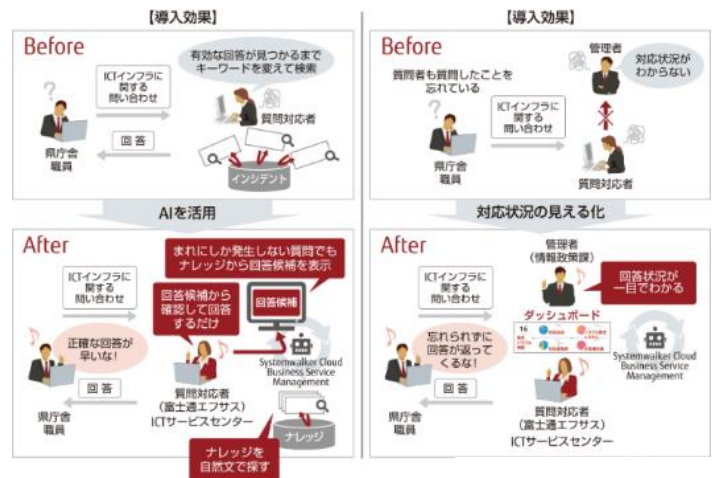 【導入効果】
Before
有効な回答が見つかるまで
キーワードを変えて検索
ICTインフラに
関する
問い合わせ
回 答
県庁舎
職員
質問対応者
インシデント
AIを活用
After
まれにしか発生しない質問でも
ナレッジから回答候補を表示
ICTインフラに
関する
問い合わせ
回答候補から
確認して回答
するだけ
回答候補
正確な回答が
早いな!
回 答
県庁舎
職員
質問対応者
(富士通エフサス)
ICTサービスセンター
Systemwalker Cloud
Business Service
Management
ナレッジ
ナレッジを
自然文で探す
【導入効果】
Before
管理者
対応状況が
わからない
質問者も質問したことを
忘れている
ICTインフラに
関する
問い合わせ
県庁舎
職員
質問対応者
対応状況の見える化
After
管理者
(情報政策課)
ICTインフラに
関する
問い合わせ
回答状況が
一目でわかる
ダッシュボード
忘れられずに
回答が返って
くるな!
回 答
県庁舎
職員
Systemwalker Cloud
Business Service
Management
質問対応者
(富士通エフサス)
ICTサービスセンター